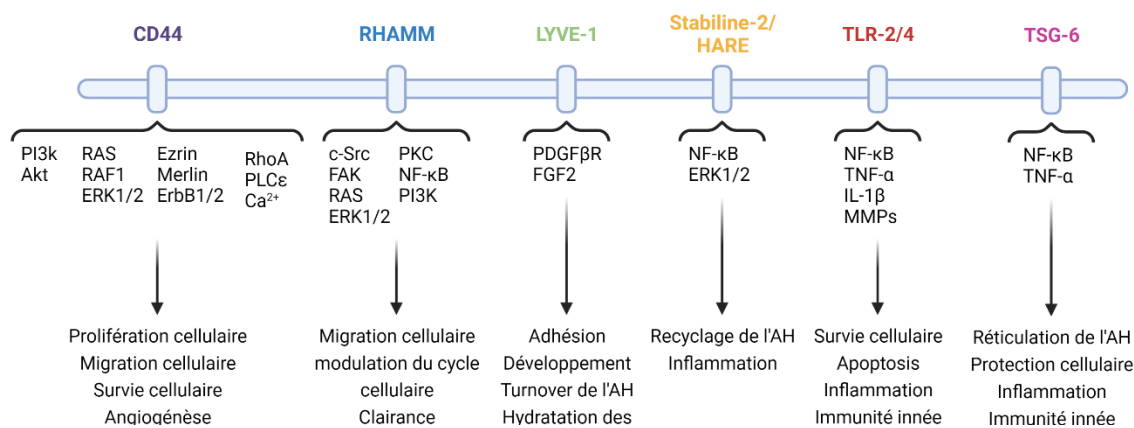 CD44
PI3k
Akt
RAS
RAF1
ERK1/2
Ezrin
Merlin
ErbB1/2
RhoA
PLCε
Ca²⁺
Prolifération cellulaire
Migration cellulaire
Survie cellulaire
Angiogénèse
RHAMM
c-Src
FAK
RAS
ERK1/2
PKC
NF-κB
PI3K
Migration cellulaire
modulation du cycle
cellulaire
Clairance
LYVE-1
PDGFβR
FGF2
Adhésion
Développement
Turnover de l'AH
Hydratation des
Stabiline-2/
HARE
NF-κB
ERK1/2
Recyclage de l'AH
Inflammation
TLR-2/4
NF-κB
TNF-α
IL-1β
MMPs
Survie cellulaire
Apoptosis
Inflammation
Immunité innée
TSG-6
NF-κB
TNF-α
Réticulation de l'AH
Protection cellulaire
Inflammation
Immunité innée